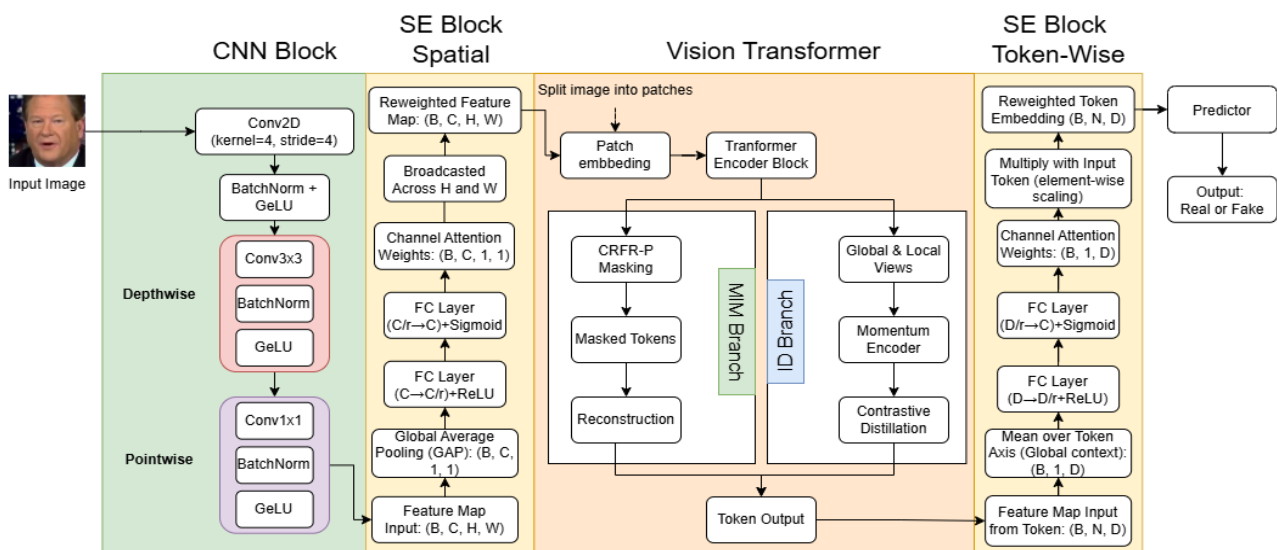 CNN Block
SE Block
Spatial
Vision Transformer
SE Block
Token-Wise
Input Image
Conv2D
(kernel=4, stride=4)
BatchNorm +
GeLU
Depthwise
Conv3x3
BatchNorm
GeLU
Pointwise
Conv1x1
BatchNorm
GeLU
Reweighted Feature
Map: (B, C, H, W)
Broadcasted
Across H and W
Channel Attention
Weights: (B, C, 1, 1)
FC Layer
(C/r→C)+Sigmoid
FC Layer
(C→C/r)+ReLU
Global Average
Pooling (GAP): (B, C,
1, 1)
Feature Map
Input: (B, C, H, W)
Split image into patches
Patch
embbeding
Tranformer
Encoder Block
CRFR-P
Masking
Masked Tokens
Reconstruction
MIM Branch
ID Branch
Global & Local
Views
Momentum
Encoder
Contrastive
Distillation
Token Output
Reweighted Token
Embedding (B, N, D)
Multiply with Input
Token (element-wise
scaling)
Channel Attention
Weights: (B, 1, D)
FC Layer
(D/r→C)+Sigmoid
FC Layer
(D→D/r+ReLU)
Mean over Token
Axis (Global context):
(B, 1, D)
Feature Map Input
from Token: (B, N, D)
Predictor
Output:
Real or Fake